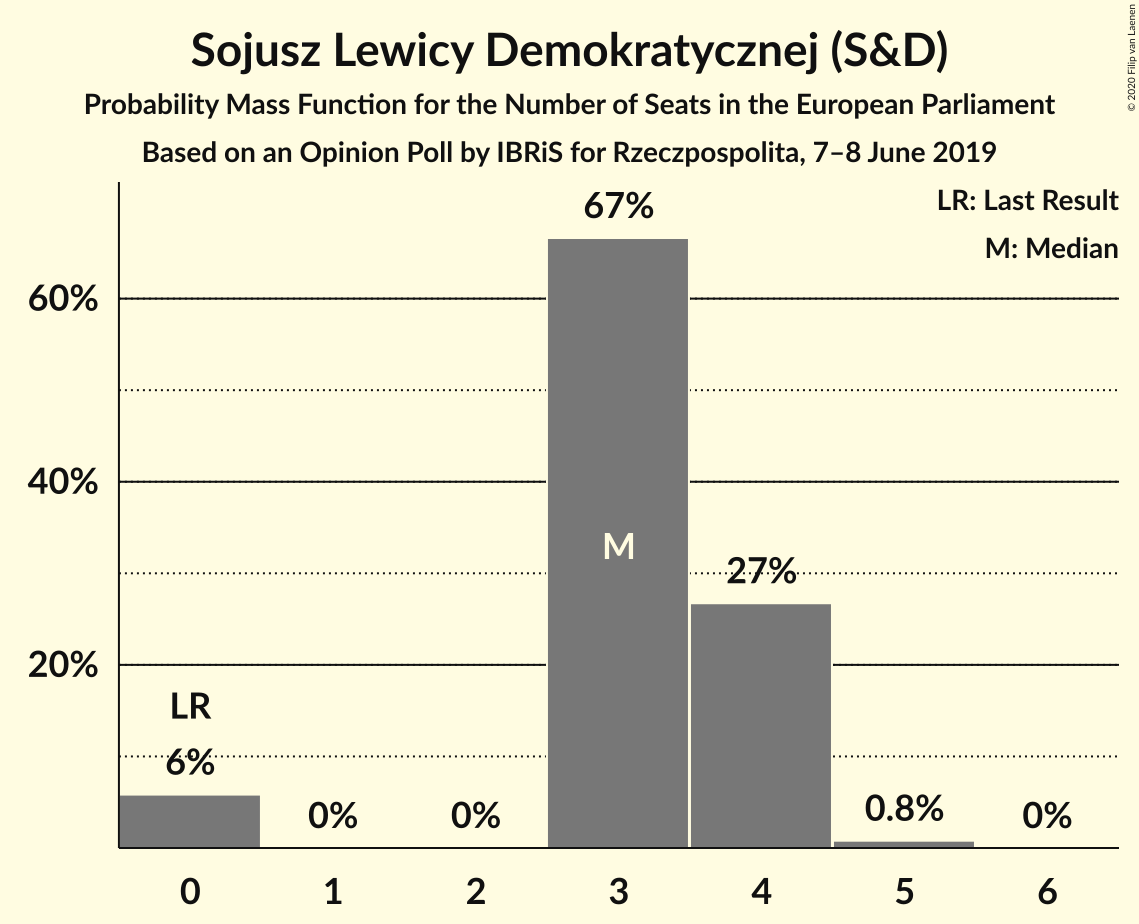 Sojusz Lewicy Demokratycznej (S&D)
Probability Mass Function for the Number of Seats in the European Parliament
Based on an Opinion Poll by IBRiS for Rzeczpospolita, 7–8 June 2019
© 2020 Filip van Laenen
LR: Last Result
M: Median
67%
60%
M
40%
27%
20%
LR
6%
0%
0%
0.8%
0%
0 1 2 3 4 5 6